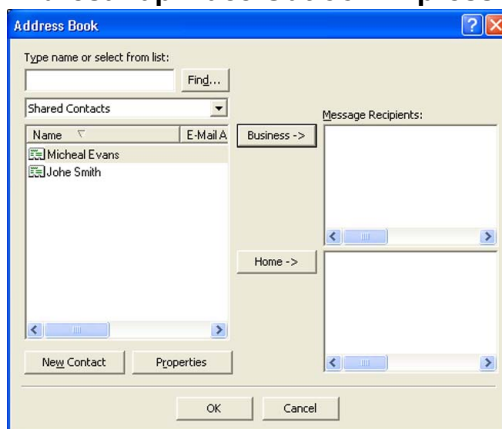 Address Book
Type name or select from list:
Find...
Shared Contacts
Message Recipients:
Name E-Mail A
Business ->
Micheal Evans
Johe Smith
Home ->
New Contact Properties
OK Cancel